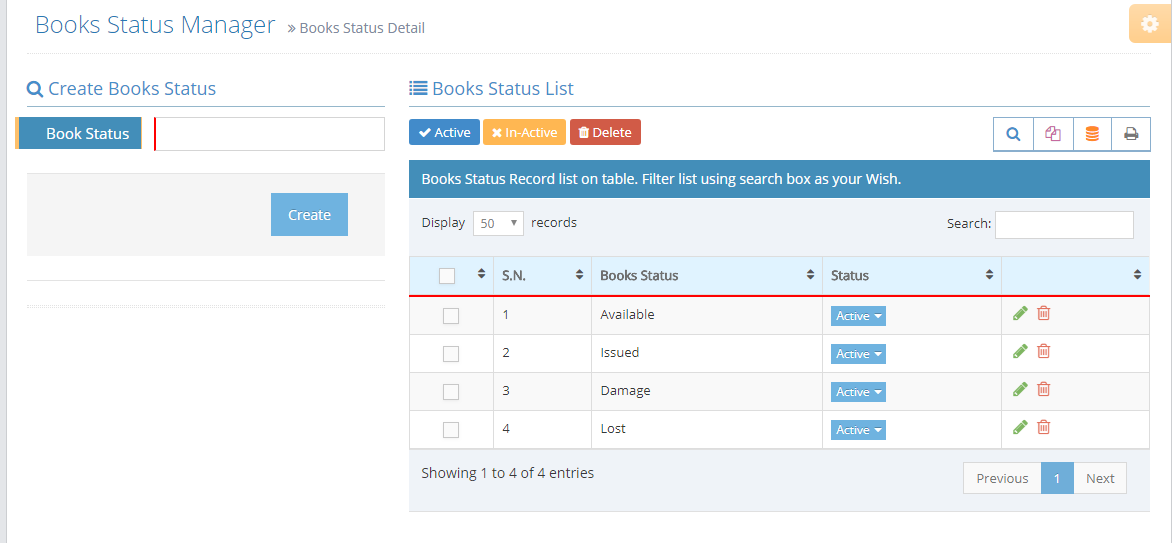 Books Status Manager » Books Status Detail
Create Books Status
Book Status
Create
Books Status List
Active In-Active Delete
Books Status Record list on table. Filter list using search box as your Wish.
Display 50 records Search:
S.N. Books Status Status
1 Available Active
2 Issued Active
3 Damage Active
4 Lost Active
Showing 1 to 4 of 4 entries Previous 1 Next